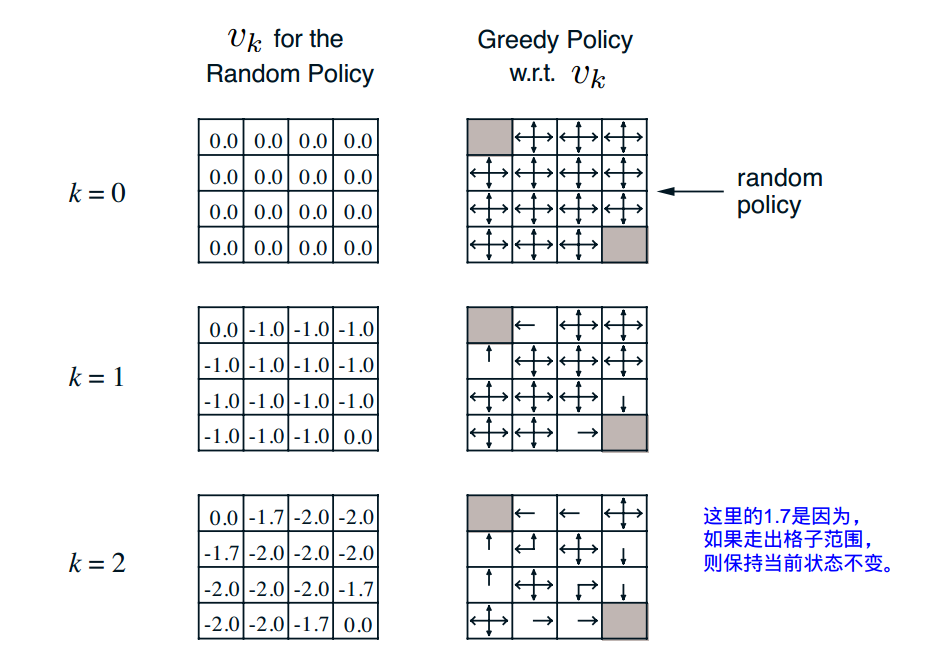 v_k for the
Random Policy
Greedy Policy
w.r.t. v_k
k = 0
0.0 0.0 0.0 0.0
0.0 0.0 0.0 0.0
0.0 0.0 0.0 0.0
0.0 0.0 0.0 0.0
random
policy
k = 1
0.0 -1.0 -1.0 -1.0
-1.0 -1.0 -1.0 -1.0
-1.0 -1.0 -1.0 -1.0
-1.0 -1.0 -1.0 0.0
k = 2
0.0 -1.7 -2.0 -2.0
-1.7 -2.0 -2.0 -2.0
-2.0 -2.0 -2.0 -1.7
-2.0 -2.0 -1.7 0.0
这里的1.7是因为，
如果走出格子范围，
则保持当前状态不变。